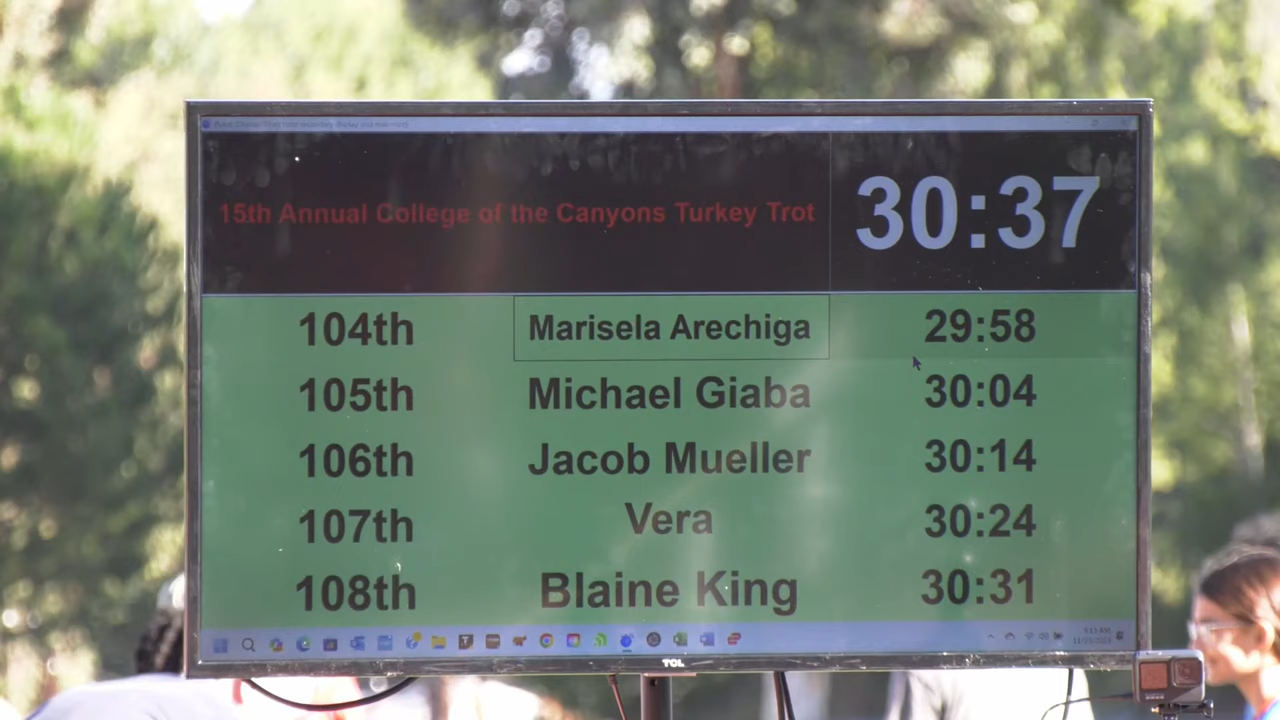 15th Annual College of the Canyons Turkey Trot
30:37
104th Marisela Arechiga 29:58
105th Michael Giaba 30:04
106th Jacob Mueller 30:14
107th Vera 30:24
108th Blaine King 30:31
TCL